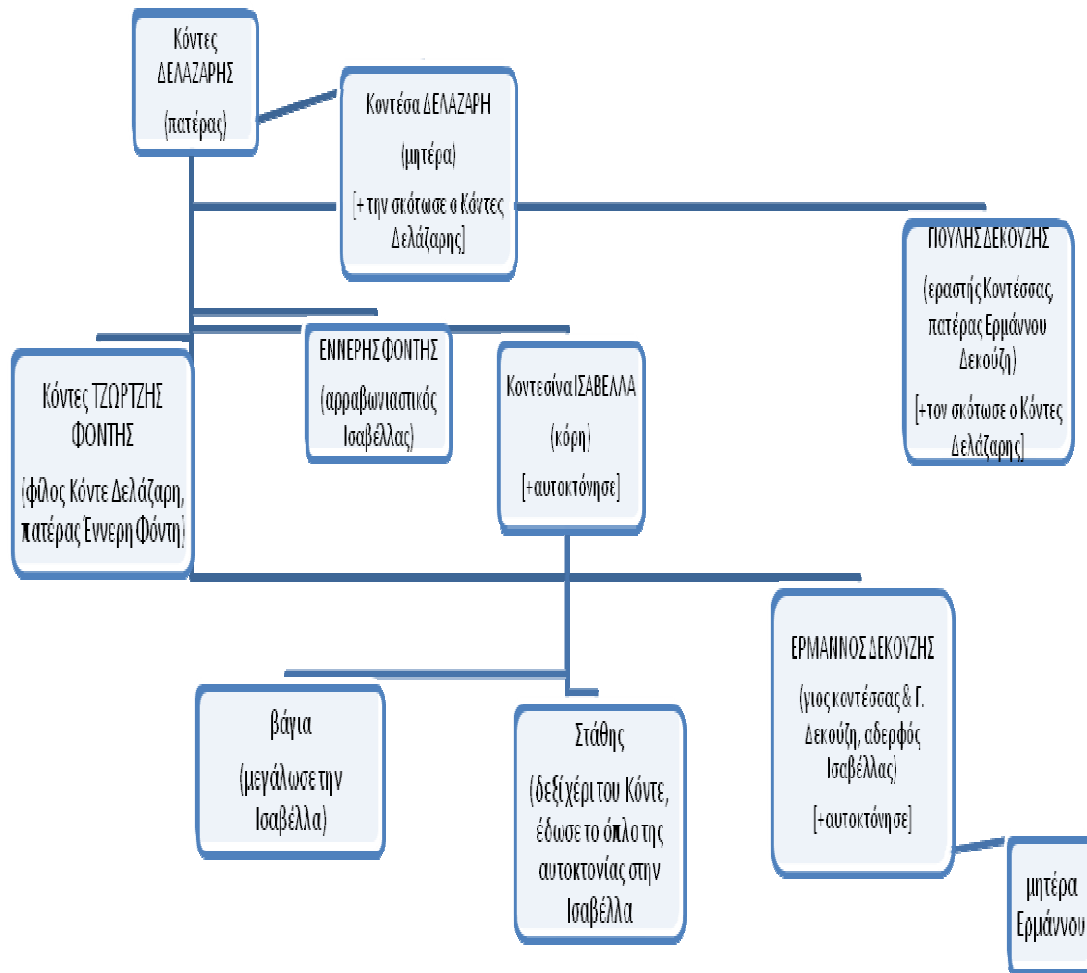 Κόντες
ΔΕΛΑΖΑΡΗΣ
(πατέρας)
Κοντέσα ΔΕΛΑΖΑΡΗ
(μητέρα)
[+την σκότωσε ο Κόντες
Δελάζαρης]
ΓΙΟΥΛΗΣ ΔΕΚΟΥΖΗΣ
(εραστής Κοντέσσας,
πατέρας Ερμάννου
Δεκούζη)
[+τον σκότωσε ο Κόντες
Δελάζαρης]
Κόντες ΤΖΩΡΤΖΗΣ
ΦΟΝΤΗΣ
(φίλος Κόντε Δελάζαρη,
πατέρας Έννερη Φόντη)
ΕΝΝΕΡΗΣ ΦΟΝΤΗΣ
(αρραβωνιαστικός
Ισαβέλλας)
Κοντεσίνα ΙΣΑΒΕΛΛΑ
(κόρη)
[+αυτοκτόνησε]
βάγια
(μεγάλωσε την
Ισαβέλλα)
Στάθης
(δεξί χέρι του Κόντε,
έδωσε το όπλο της
αυτοκτονίας στην
Ισαβέλλα
ΕΡΜΑΝΝΟΣ ΔΕΚΟΥΖΗΣ
(γιος κοντέσσας & Γ.
Δεκούζη, αδερφός
Ισαβέλλας)
[+αυτοκτόνησε]
μητέρα
Ερμάννου